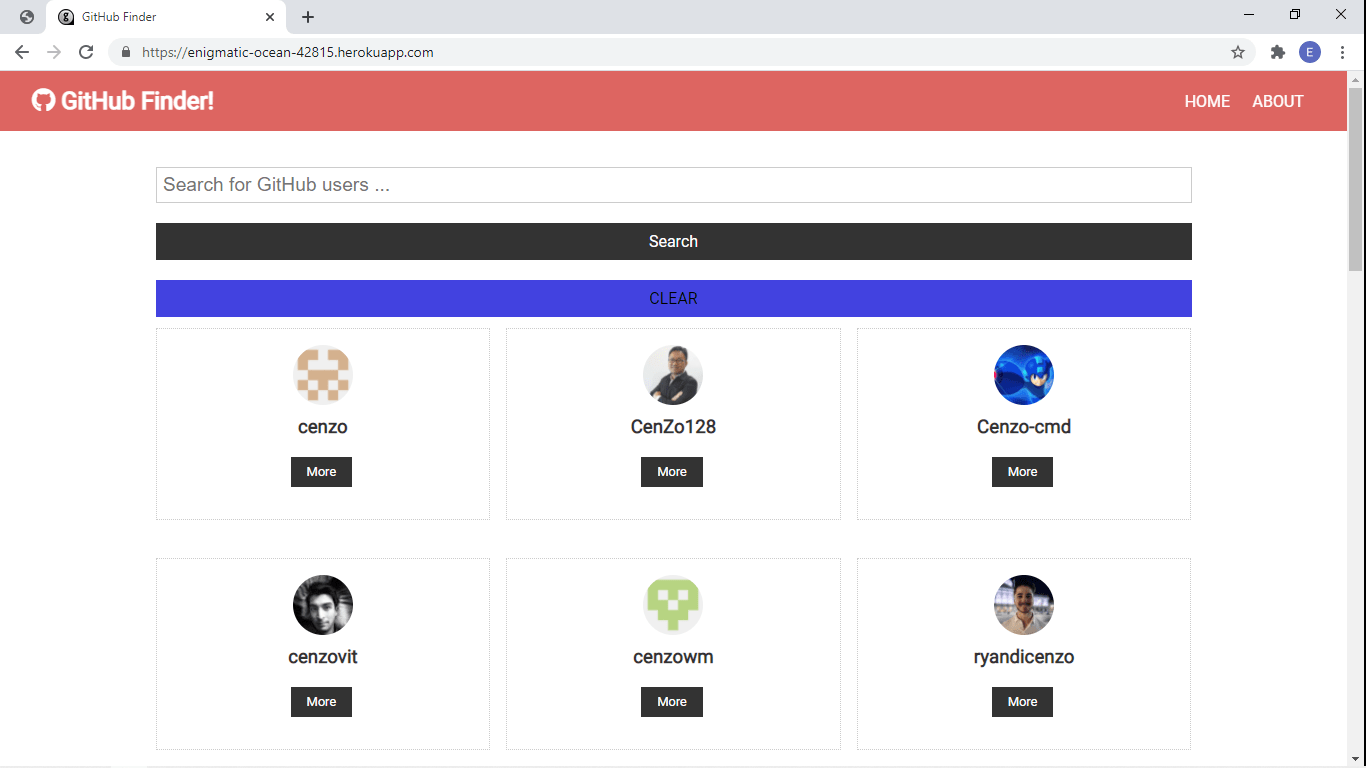 GitHub Finder
https://enigmatic-ocean-42815.herokuapp.com
E
GitHub Finder!
HOME ABOUT
Search for GitHub users ...
Search
CLEAR
cenzo CenZo128 Cenzo-cmd
More More More
cenzovit cenzowm ryandicenzo
More More More